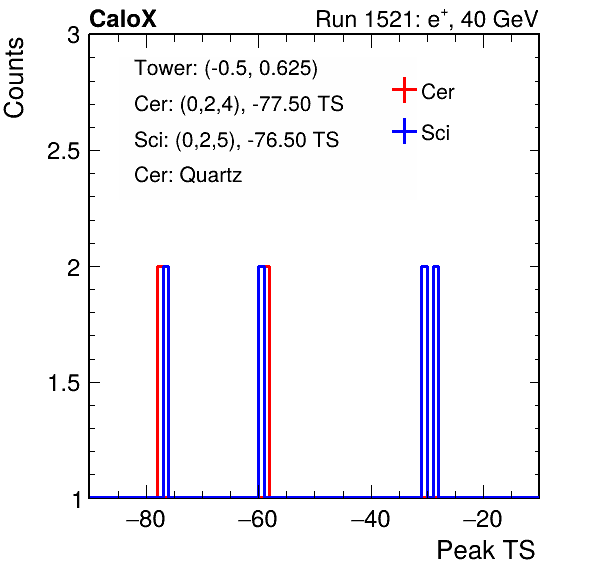 CaloX Run 1521: e+, 40 GeV
Counts
Tower: (-0.5, 0.625)
Cer: (0,2,4), -77.50 TS
Sci: (0,2,5), -76.50 TS
Cer: Quartz
Cer
Sci
3
2.5
2
1.5
1
−80 −60 −40 −20
Peak TS